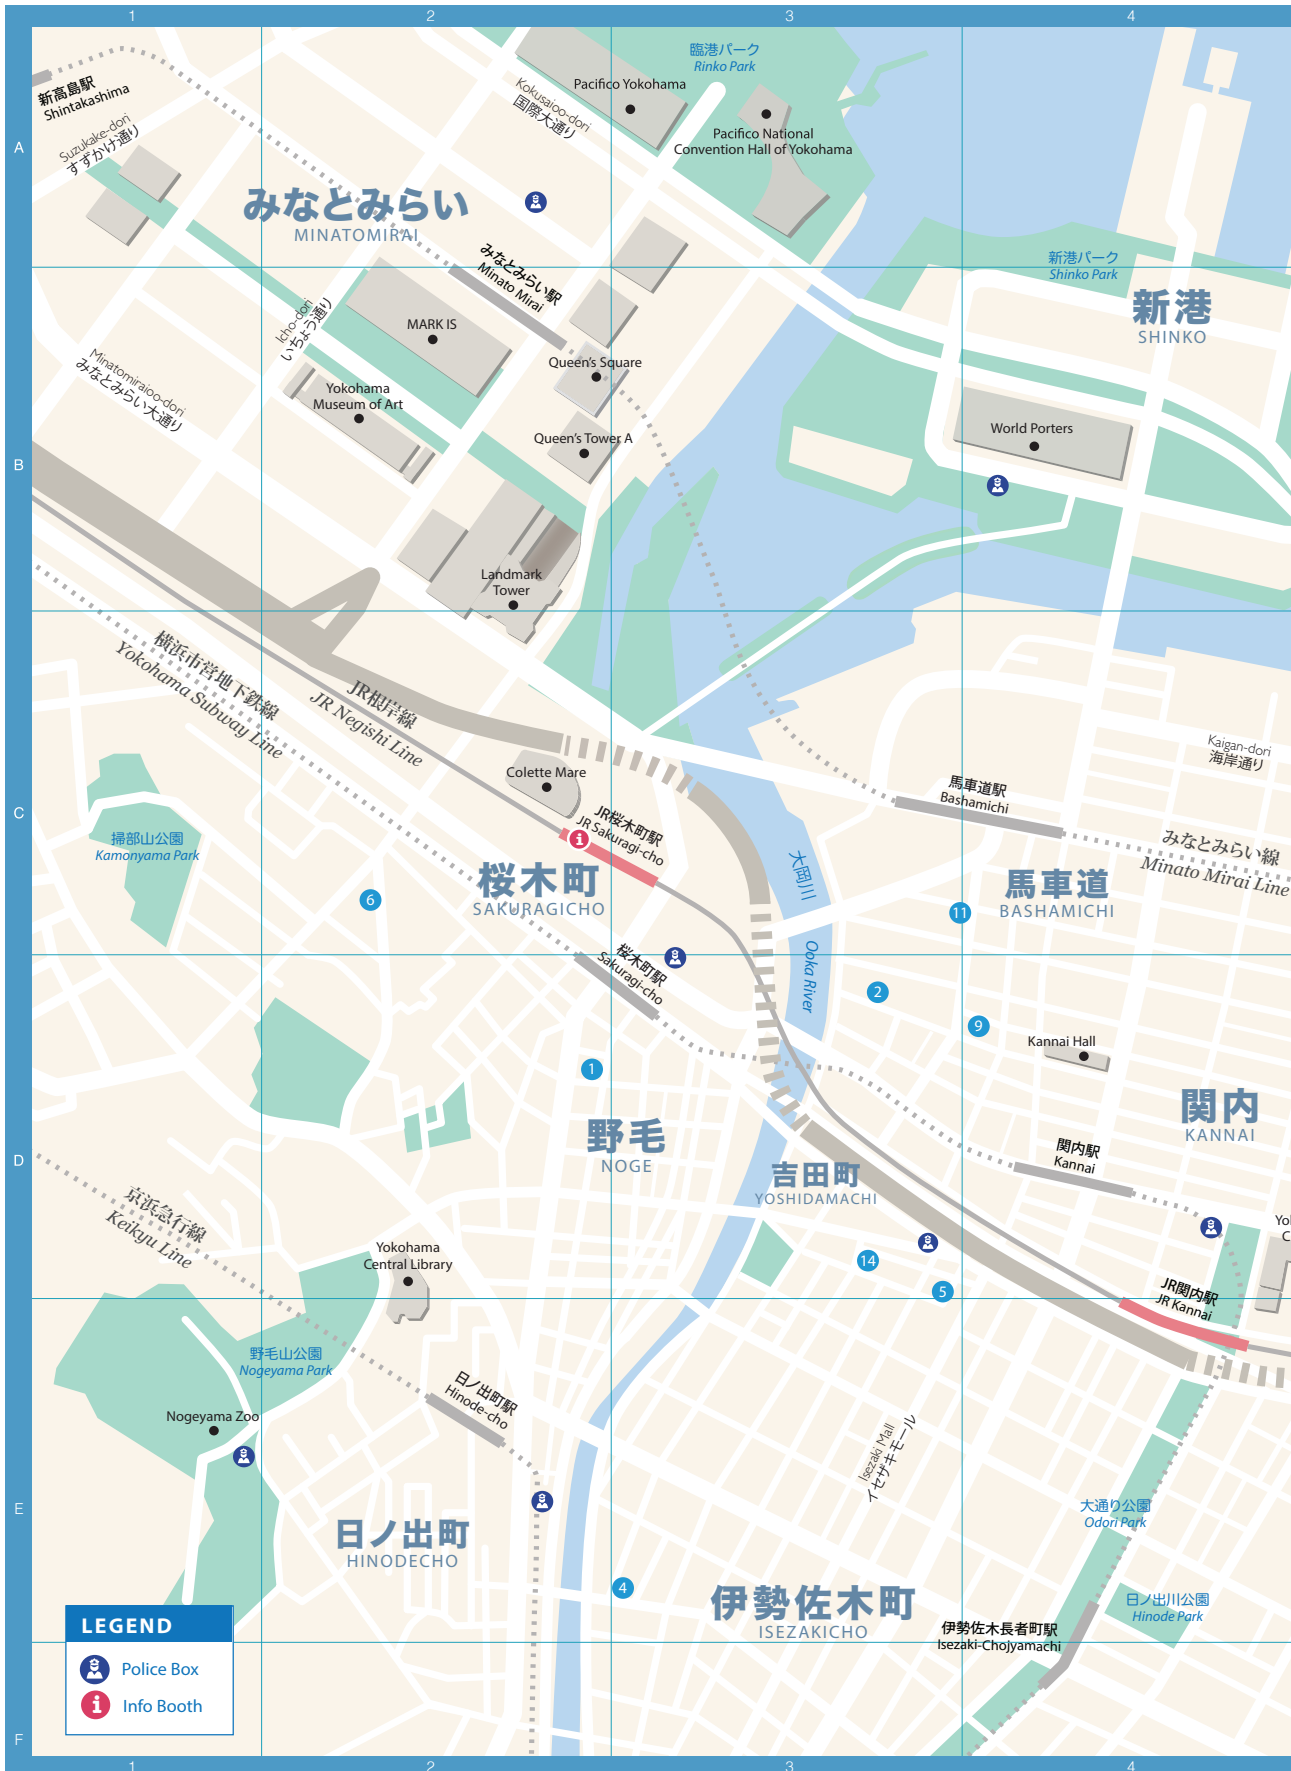 1
2
3
4
A
B
C
D
E
F
新高島駅
Shintakashima
Suzukake-dori
すずかけ通り
みなとみらい
MINATOMIRAI
Kokusaioo-dori
国際大通り
Pacifico Yokohama
臨港パーク
Rinko Park
Pacifico National
Convention Hall of Yokohama
みなとみらい駅
Minato Mirai
新港パーク
Shinko Park
新港
SHINKO
Icho-dori
いちょう通り
MARK IS
Minatomiraioo-dori
みなとみらい大通り
Yokohama
Museum of Art
Queen's Square
Queen's Tower A
World Porters
Landmark
Tower
横浜市営地下鉄線
Yokohama Subway Line
JR根岸線
JR Negishi Line
Colette Mare
JR桜木町駅
JR Sakuragi-cho
掃部山公園
Kamonyama Park
6
桜木町
SAKURAGICHO
桜木町駅
Sakuragi-cho
大岡川
Ooka River
Kaigan-dori
海岸通り
馬車道駅
Bashamichi
みなとみらい線
Minato Mirai Line
馬車道
BASHAMICHI
11
2
9
Kannai Hall
1
野毛
NOGE
関内
KANNAI
関内駅
Kannai
吉田町
YOSHIDAMACHI
京浜急行線
Keikyu Line
Yokohama
Central Library
14
5
Yo
C
JR関内駅
JR Kannai
野毛山公園
Nogeyama Park
Nogeyama Zoo
日ノ出町駅
Hinode-cho
Isezaki Mall
イセザキモール
大通り公園
Odori Park
日ノ出町
HINODECHO
4
伊勢佐木町
ISEZAKICHO
日ノ出川公園
Hinode Park
伊勢佐木長者町駅
Isezaki-Chojyamachi
LEGEND
Police Box
Info Booth
1
2
3
4